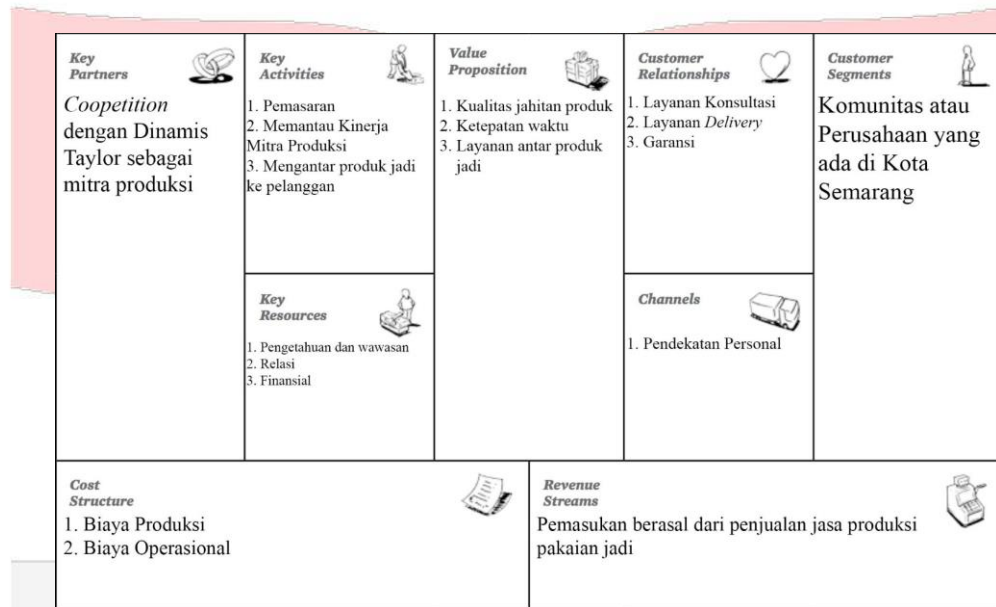 Key
Partners
Coopetition
dengan Dinamis
Taylor sebagai
mitra produksi
Key
Activities
1. Pemasaran
2. Memantau Kinerja
Mitra Produksi
3. Mengantar produk jadi
ke pelanggan
Key
Resources
1. Pengetahuan dan wawasan
2. Relasi
3. Finansial
Value
Proposition
1. Kualitas jahitan produk
2. Ketepatan waktu
3. Layanan antar produk
jadi
Customer
Relationships
1. Layanan Konsultasi
2. Layanan Delivery
3. Garansi
Channels
1. Pendekatan Personal
Customer
Segments
Komunitas atau
Perusahaan yang
ada di Kota
Semarang
Cost
Structure
1. Biaya Produksi
2. Biaya Operasional
Revenue
Streams
Pemasukan berasal dari penjualan jasa produksi
pakaian jadi